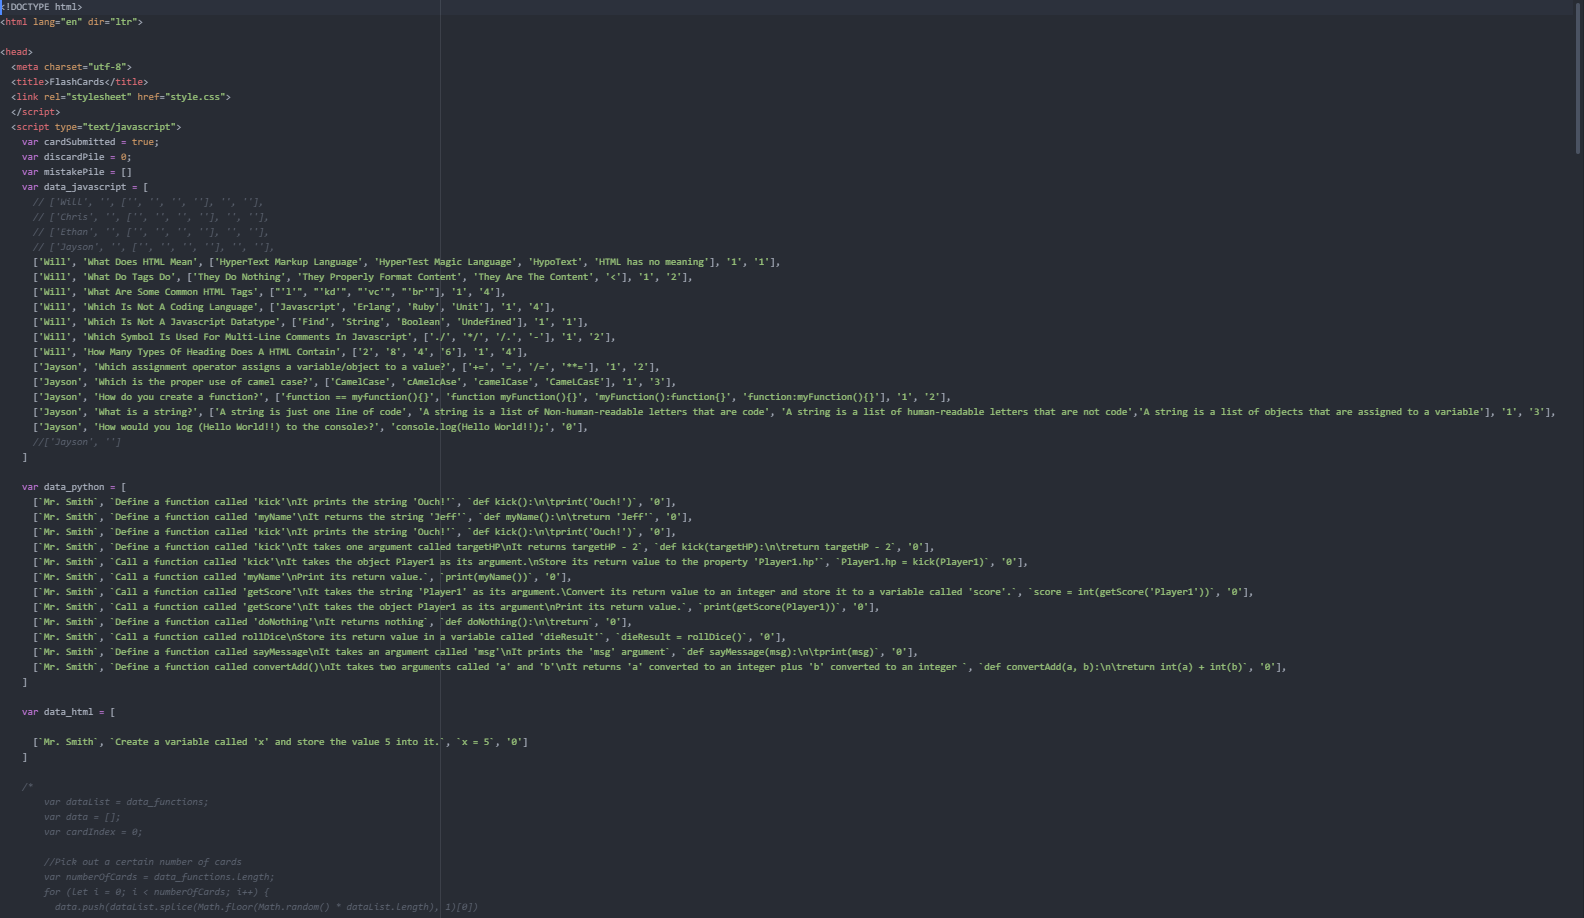 <!DOCTYPE html>
<html lang="en" dir="ltr">
<head>
<meta charset="utf-8">
<title>FlashCards</title>
<link rel="stylesheet" href="style.css">
</script>
<script type="text/javascript">
var cardSubmitted = true;
var discardPile = 0;
var mistakePile = []
var data_javascript = [
// ['Will', '', ['', '', '', ''], '', ''],
// ['Chris', '', ['', '', '', ''], '', ''],
// ['Ethan', '', ['', '', '', ''], '', ''],
// ['Jayson', '', ['', '', '', ''], '', ''],
['Will', 'What Does HTML Mean', ['HyperText Markup Language', 'HyperTest Magic Language', 'HypoText', 'HTML has no meaning'], '1', '1'],
['Will', 'What Do Tags Do', ['They Do Nothing', 'They Properly Format Content', 'They Are The Content', '<'], '1', '2'],
['Will', 'What Are Some Common HTML Tags', ["'l'", "'kd'", "'vc'", "'br'"], '1', '4'],
['Will', 'Which Is Not A Coding Language', ['Javascript', 'Erlang', 'Ruby', 'Unit'], '1', '4'],
['Will', 'Which Is Not A Javascript Datatype', ['Find', 'String', 'Boolean', 'Undefined'], '1', '1'],
['Will', 'Which Symbol Is Used For Multi-Line Comments In Javascript', ['./', '*/', '/.', '-'], '1', '2'],
['Will', 'How Many Types Of Heading Does A HTML Contain', ['2', '8', '4', '6'], '1', '4'],
['Jayson', 'Which assignment operator assigns a variable/object to a value?', ['+=', '=', '/=', '**='], '1', '2'],
['Jayson', 'Which is the proper use of camel case?', ['CamelCase', 'cAmelcAse', 'camelCase', 'CameLCasE'], '1', '3'],
['Jayson', 'How do you create a function?', ['function == myfunction(){}', 'function myFunction(){}', 'myFunction():function{}', 'function:myFunction(){}'], '1', '2'],
['Jayson', 'What is a string?', ['A string is just one line of code', 'A string is a list of Non-human-readable letters that are code', 'A string is a list of human-readable letters that are not code','A string is a list of objects that are assigned to a variable'], '1', '3'],
['Jayson', 'How would you log (Hello World!!) to the console>?', 'console.log(Hello World!!);', '0'],
//['Jayson', '']
]
var data_python = [
[`Mr. Smith`, `Define a function called 'kick'\nIt prints the string 'Ouch!'`, `def kick():\n\tprint('Ouch!')`, '0'],
[`Mr. Smith`, `Define a function called 'myName'\nIt returns the string 'Jeff'`, `def myName():\n\treturn 'Jeff'`, '0'],
[`Mr. Smith`, `Define a function called 'kick'\nIt prints the string 'Ouch!'`, `def kick():\n\tprint('Ouch!')`, '0'],
[`Mr. Smith`, `Define a function called 'kick'\nIt takes one argument called targetHP\nIt returns targetHP - 2`, `def kick(targetHP):\n\treturn targetHP - 2`, '0'],
[`Mr. Smith`, `Call a function called 'kick'\nIt takes the object Player1 as its argument.\nStore its return value to the property 'Player1.hp'`, `Player1.hp = kick(Player1)`, '0'],
[`Mr. Smith`, `Call a function called 'myName'\nPrint its return value.`, `print(myName())`, '0'],
[`Mr. Smith`, `Call a function called 'getScore'\nIt takes the string 'Player1' as its argument.\Convert its return value to an integer and store it to a variable called 'score'.`, `score = int(getScore('Player1'))`, '0'],
[`Mr. Smith`, `Call a function called 'getScore'\nIt takes the object Player1 as its argument\nPrint its return value.`, `print(getScore(Player1))`, '0'],
[`Mr. Smith`, `Define a function called 'doNothing'\nIt returns nothing`, `def doNothing():\n\treturn`, '0'],
[`Mr. Smith`, `Call a function called rollDice\nStore its return value in a variable called 'dieResult'`, `dieResult = rollDice()`, '0'],
[`Mr. Smith`, `Define a function called sayMessage\nIt takes an argument called 'msg'\nIt prints the 'msg' argument`, `def sayMessage(msg):\n\tprint(msg)`, '0'],
[`Mr. Smith`, `Define a function called convertAdd()\nIt takes two arguments called 'a' and 'b'\nIt returns 'a' converted to an integer plus 'b' converted to an integer `, `def convertAdd(a, b):\n\treturn int(a) + int(b)`, '0'],
]
var data_html = [
[`Mr. Smith`, `Create a variable called 'x' and store the value 5 into it.`, `x = 5`, '0']
]
/*
var dataList = data_functions;
var data = [];
var cardIndex = 0;
//Pick out a certain number of cards
var numberOfCards = data_functions.length;
for (let i = 0; i < numberOfCards; i++) {
data.push(dataList.splice(Math.floor(Math.random() * dataList.length), 1)[0])